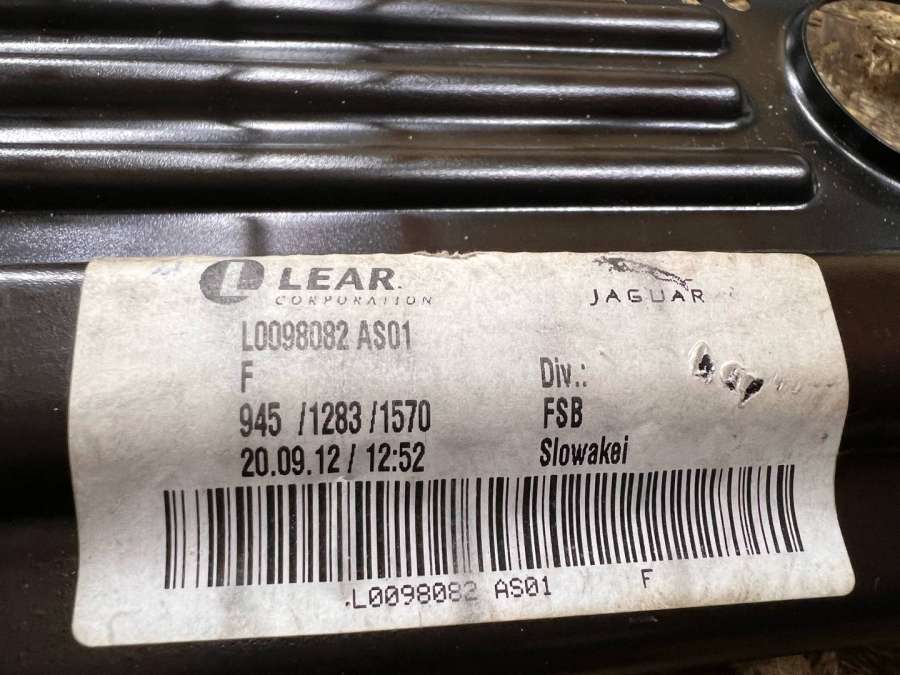 LEAR
CORPORATION
JAGUAR
L0098082 AS01
F
Div.:
945 /1283 /1570
FSB
20.09.12 / 12:52
Slowakei
.L0098082 AS01
F